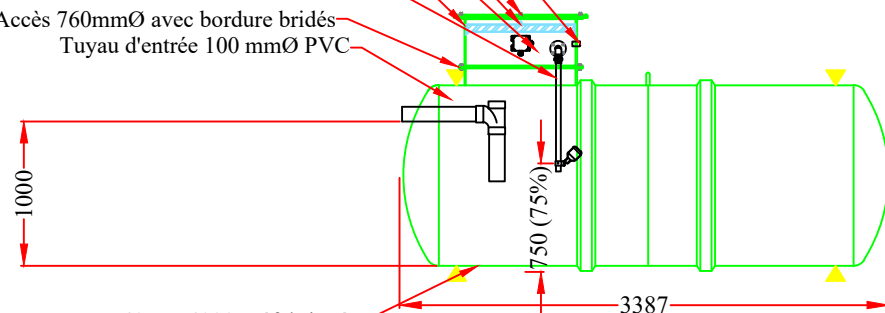 Accès 760mmØ avec bordure bridés
Tuyau d'entrée 100 mmØ PVC
1000
750 (75%)
3387